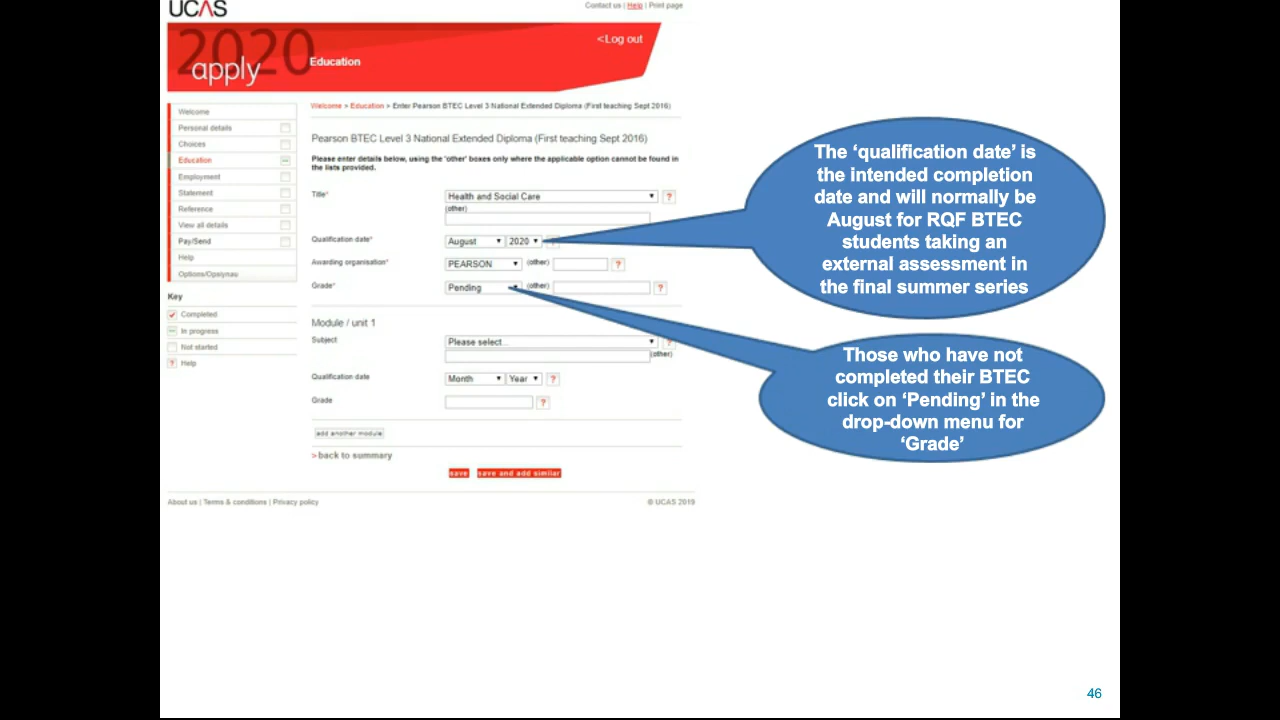 UCAS
Contact us | Help | Print page
2020
apply
<Log out
Education
Welcome
Personal details
Choices
Education
Employment
Statement
Reference
View all details
Pay/Send
Help
Options/Opsiynau
Key
Completed
In progress
Not started
? Help
Welcome > Education > Enter Pearson BTEC Level 3 National Extended Diploma (First teaching Sept 2016)
Pearson BTEC Level 3 National Extended Diploma (First teaching Sept 2016)
Please enter details below, using the 'other' boxes only where the applicable option cannot be found in
the lists provided.
Title* Health and Social Care ?
(other)
Qualification date* August 2020 ?
Awarding organisation* PEARSON (other) ?
Grade* Pending (other) ?
Module / unit 1
Subject Please select... ?
(other)
Qualification date Month Year ?
Grade ?
add another module
>back to summary
save save and add similar
About us | Terms & conditions | Privacy policy
© UCAS 2019
The ‘qualification date’ is
the intended completion
date and will normally be
August for RQF BTEC
students taking an
external assessment in
the final summer series
Those who have not
completed their BTEC
click on ‘Pending’ in the
drop-down menu for
‘Grade’
46